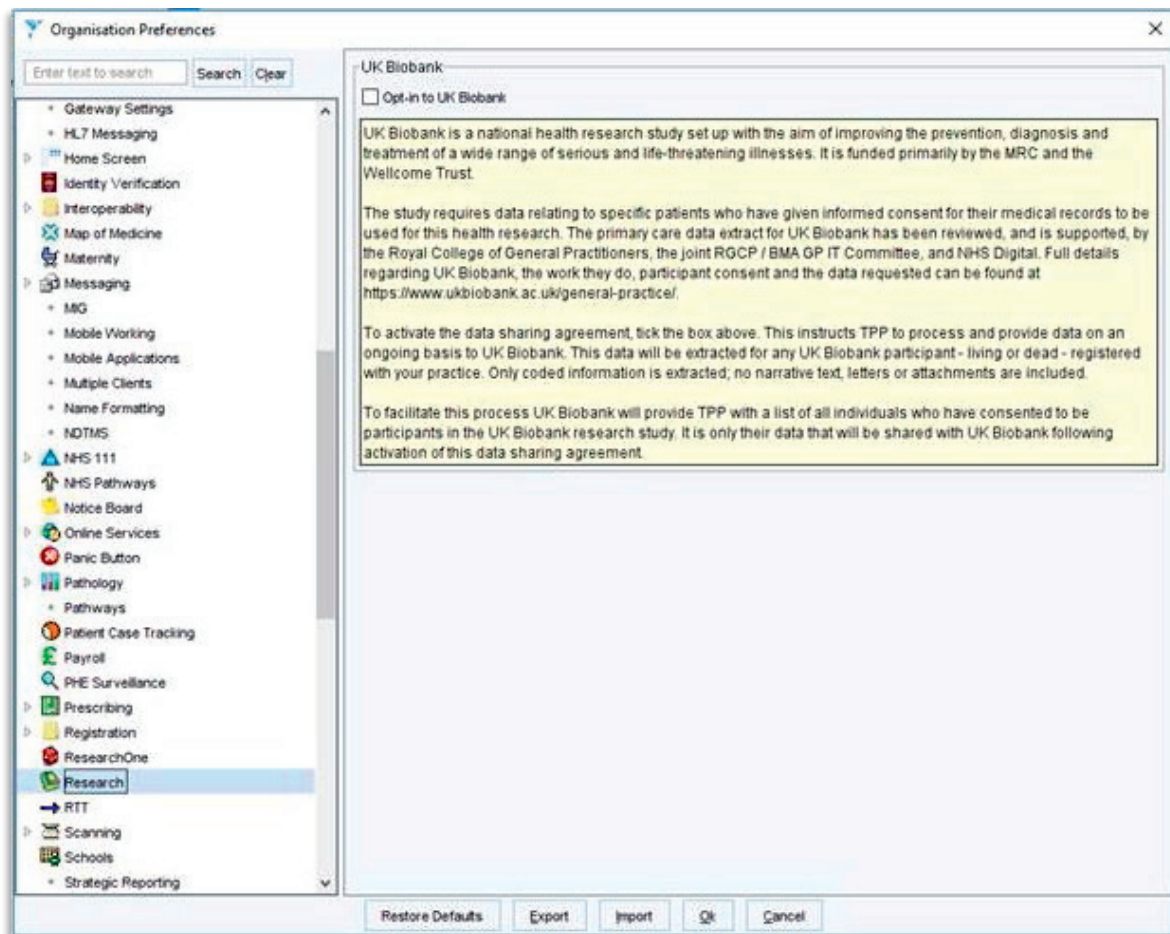 Organisation Preferences
Enter text to search
Search
Clear
Gateway Settings
HL7 Messaging
Home Screen
Identity Verification
Interoperability
Map of Medicine
Maternity
Messaging
MIG
Mobile Working
Mobile Applications
Multiple Clients
Name Formatting
NDTMS
NHS 111
NHS Pathways
Notice Board
Online Services
Panic Button
Pathology
Pathways
Patient Case Tracking
Payroll
PHE Surveillance
Prescribing
Registration
ResearchOne
Research
RTT
Scanning
Schools
Strategic Reporting
UK Biobank
Opt-in to UK Biobank
UK Biobank is a national health research study set up with the aim of improving the prevention, diagnosis and
treatment of a wide range of serious and life-threatening illnesses. It is funded primarily by the MRC and the
Wellcome Trust.
The study requires data relating to specific patients who have given informed consent for their medical records to be
used for this health research. The primary care data extract for UK Biobank has been reviewed, and is supported, by
the Royal College of General Practitioners, the joint RGCP / BMA GP IT Committee, and NHS Digital. Full details
regarding UK Biobank, the work they do, participant consent and the data requested can be found at
https://www.ukbiobank.ac.uk/general-practice/.
To activate the data sharing agreement, tick the box above. This instructs TPP to process and provide data on an
ongoing basis to UK Biobank. This data will be extracted for any UK Biobank participant - living or dead - registered
with your practice. Only coded information is extracted; no narrative text, letters or attachments are included.
To facilitate this process UK Biobank will provide TPP with a list of all individuals who have consented to be
participants in the UK Biobank research study. It is only their data that will be shared with UK Biobank following
activation of this data sharing agreement.
Restore Defaults
Export
Import
Ok
Cancel